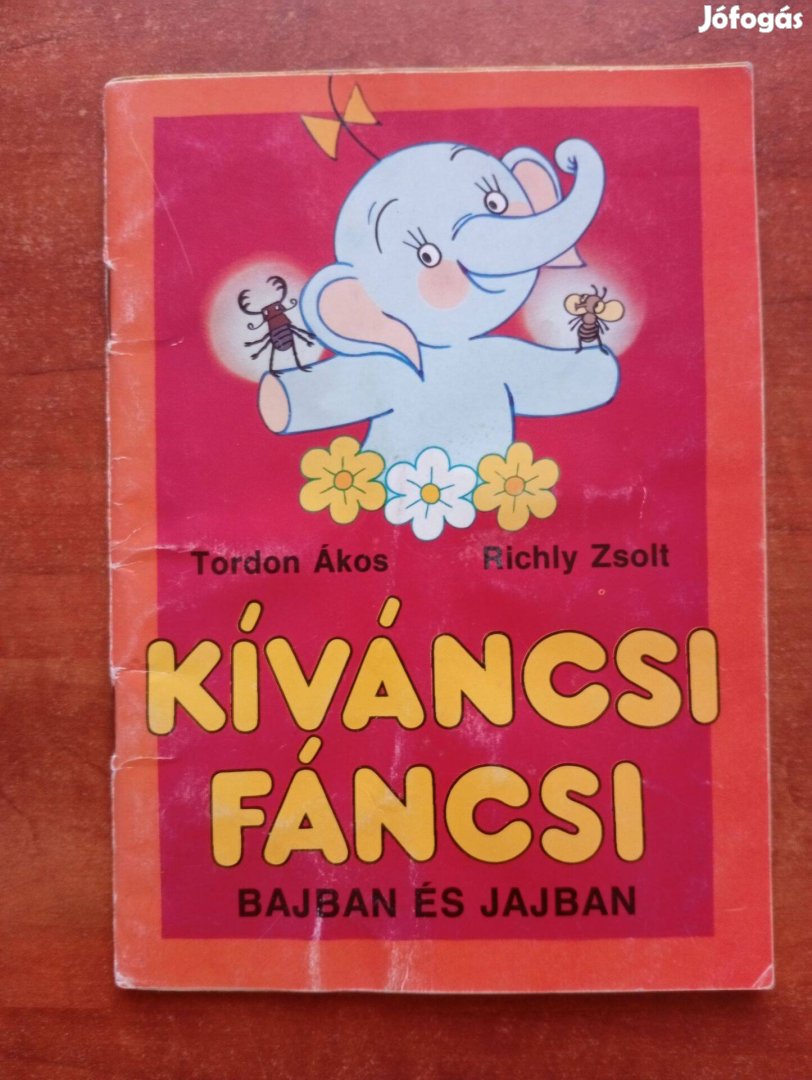 Jófogás
Tordon Ákos Richly Zsolt
KÍVÁNCSI
FÁNCSI
BAJBAN ÉS JAJBAN